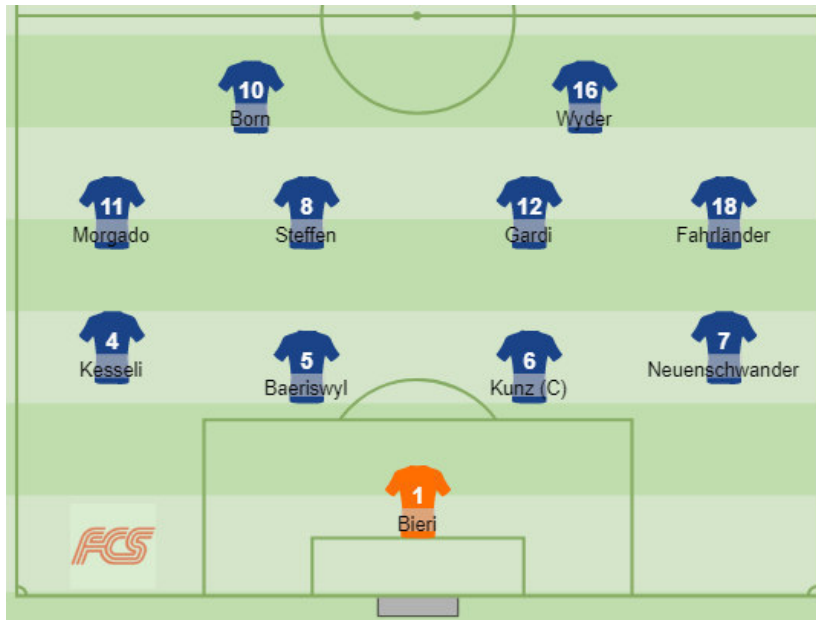 10
Born
16
Wyder
11
Morgado
8
Steffen
12
Gardi
18
Fahrländer
4
Kesseli
5
Baeriswyl
6
Kunz (C)
7
Neuenschwander
1
Bieri
FCS